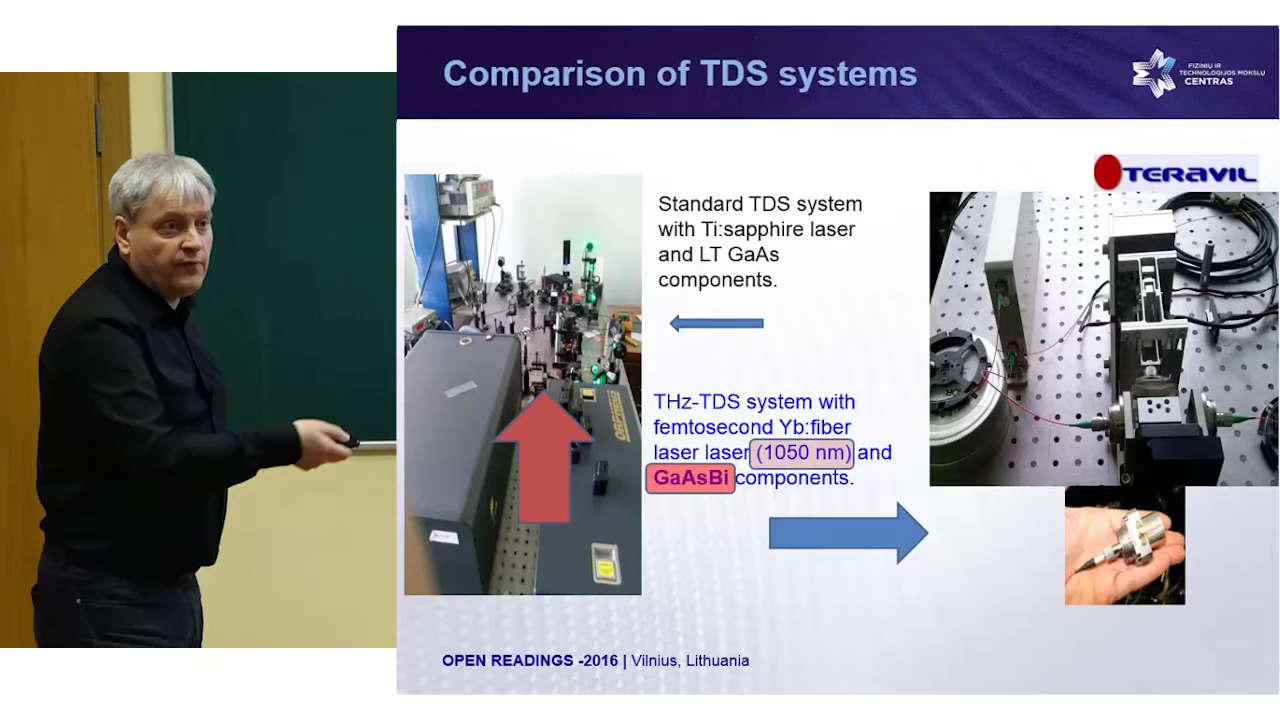 Comparison of TDS systems
FIZINIŲ IR
TECHNOLOGIJOS MOKSLŲ
CENTRAS
TERAVIL
Standard TDS system
with Ti:sapphire laser
and LT GaAs
components.
THz-TDS system with
femtosecond Yb:fiber
laser laser (1050 nm) and
GaAsBi components.
ORPHEUS
OPEN READINGS -2016 | Vilnius, Lithuania